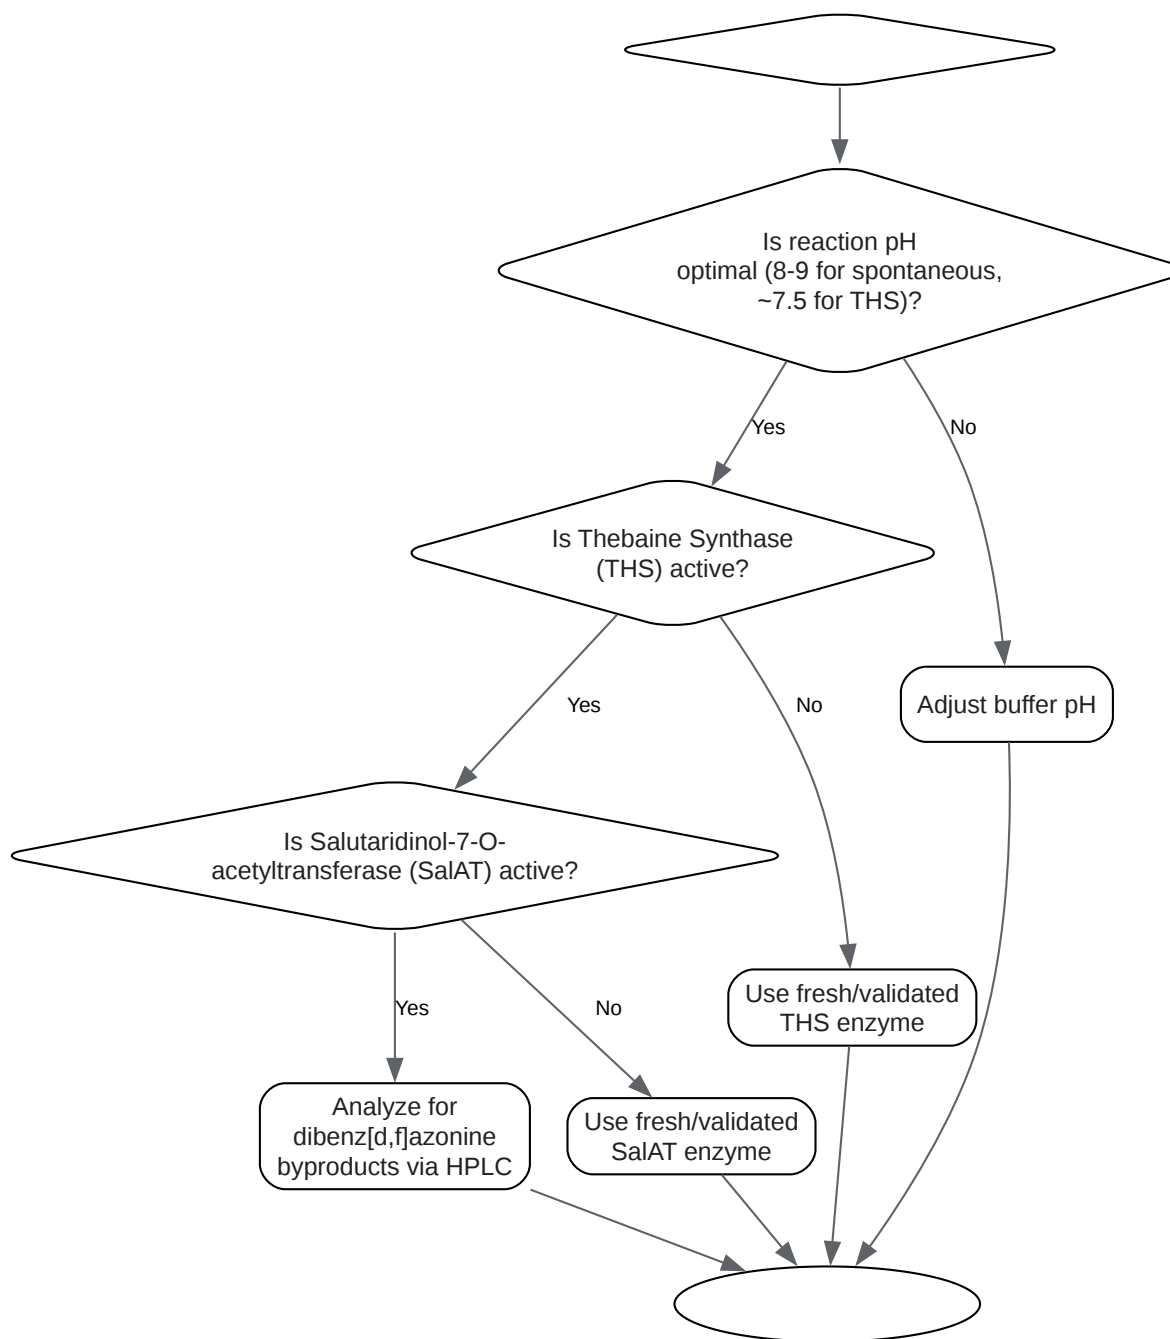 Is reaction pH
optimal (8-9 for spontaneous,
~7.5 for THS)?
Yes
No
Is Thebaine Synthase
(THS) active?
Yes
No
Adjust buffer pH
Is Salutaridinol-7-O-
acetyltransferase (SalAT) active?
Yes
No
Use fresh/validated
THS enzyme
Analyze for
dibenz[d,f]azonine
byproducts via HPLC
Use fresh/validated
SalAT enzyme